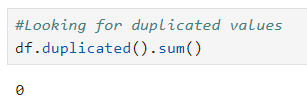 #Looking for duplicated values
df.duplicated().sum()
0